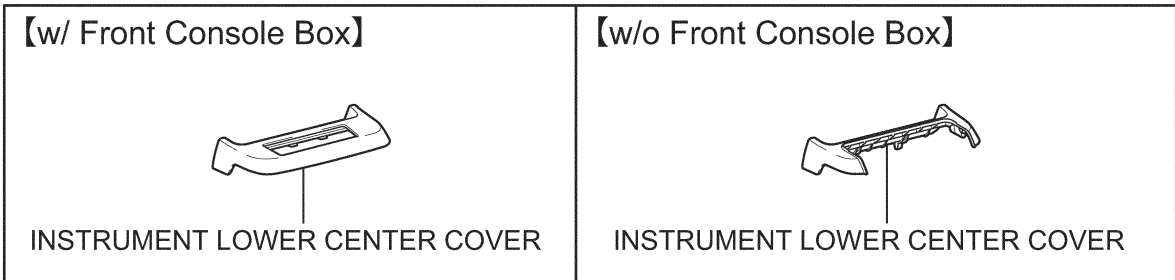 【w/ Front Console Box】
INSTRUMENT LOWER CENTER COVER
【w/o Front Console Box】
INSTRUMENT LOWER CENTER COVER